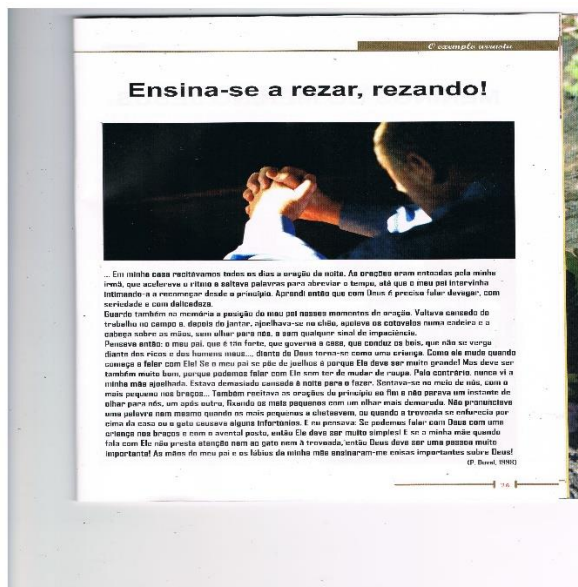 O exemplo arrasta
Ensina-se a rezar, rezando!
... Em minha casa recitávamos todos os dias a oração da noite. As orações eram entoadas pela minha
irmã, que acelerava o ritmo e saltava palavras para abreviar o tempo, até que o meu pai intervinha
intimando-a a recomeçar desde o princípio. Aprendi então que com Deus é preciso falar devagar, com
seriedade e com delicadeza.
Guardo também na memória a posição do meu pai nesses momentos de oração. Voltava cansado do
trabalho no campo e, depois do jantar, ajoelhava-se no chão, apoiava os cotovelos numa cadeira e a
cabeça sobre as mãos, sem olhar para nós, e sem qualquer sinal de impaciência.
Pensava então: o meu pai, que é tão forte, que governa a casa, que conduz os bois, que não se verga
diante dos ricos e dos homens maus..., diante de Deus torna-se como uma criança. Como ele muda quando
começa a falar com Ele! Se o meu pai se põe de joelhos é porque Ele deve ser muito grande! Mas deve ser
também muito bom, porque podemos falar com Ele sem ter de mudar de roupa. Pelo contrário, nunca vi a
minha mãe ajoelhada. Estava demasiado cansada à noite para o fazer. Sentava-se no meio de nós, com o
mais pequeno nos braços... Também recitava as orações do princípio ao fim e não parava um instante de
olhar para nós, um após outro, fixando os mais pequenos com um olhar mais demorado. Não pronunciava
uma palavra nem mesmo quando os mais pequenos a chateavam, ou quando a trovoada se enfurecia por
cima da casa ou o gato causava alguns infortúnios. E eu pensava: Se podemos falar com Deus com uma
criança nos braços e com o avental posto, então Ele deve ser muito simples! E se a minha mãe quando
fala com Ele não presta atenção nem ao gato nem à trovoada, então Deus deve ser uma pessoa muito
importante! As mãos do meu pai e os lábios da minha mãe ensinaram-me coisas importantes sobre Deus!
(P. Duval, 1998)